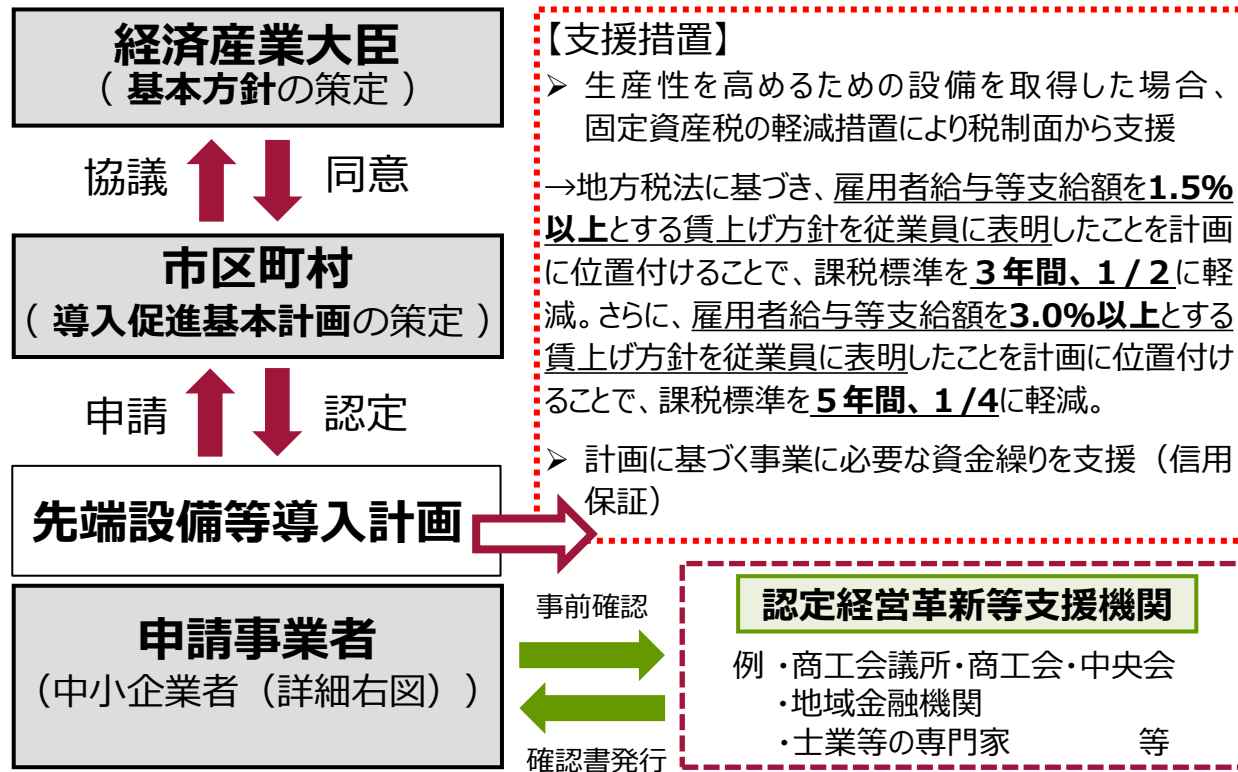 経済産業大臣
（ 基本方針の策定 ）
協議
同意
市区町村
（ 導入促進基本計画の策定 ）
申請
認定
先端設備等導入計画
申請事業者
（中小企業者（詳細右図））
【支援措置】
➢ 生産性を高めるための設備を取得した場合、
固定資産税の軽減措置により税制面から支援
→地方税法に基づき、雇用者給与等支給額を1.5%
以上とする賃上げ方針を従業員に表明したことを計画
に位置付けることで、課税標準を３年間、１/２に軽
減。さらに、雇用者給与等支給額を3.0%以上とする
賃上げ方針を従業員に表明したことを計画に位置付け
ることで、課税標準を５年間、１/4に軽減。
➢ 計画に基づく事業に必要な資金繰りを支援（信用
保証）
事前確認
確認書発行
認定経営革新等支援機関
例 ・商工会議所・商工会・中央会
・地域金融機関
・士業等の専門家 等